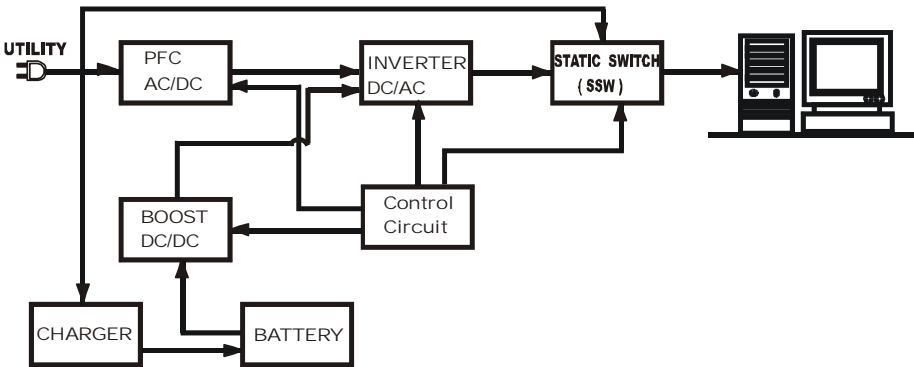 UTILITY
PFC
AC/DC
INVERTER
DC/AC
STATIC SWITCH
( SSW )
BOOST
DC/DC
Control
Circuit
CHARGER
BATTERY